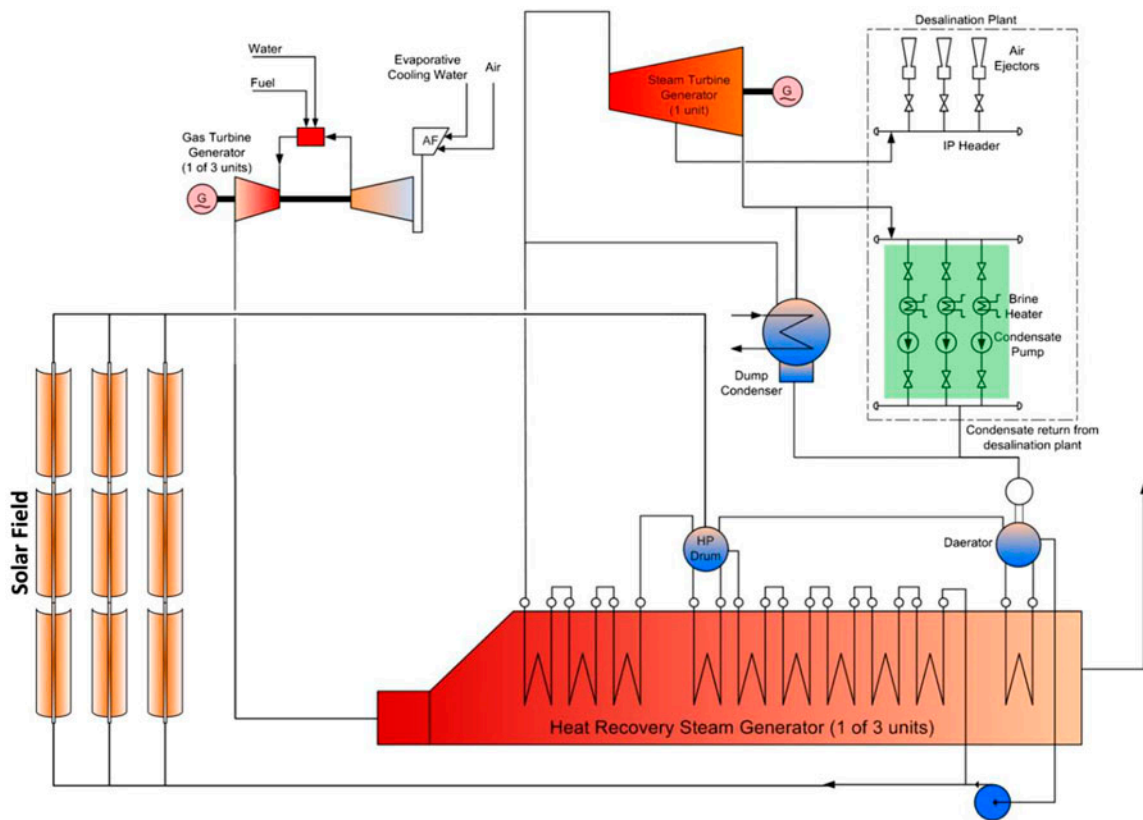 Desalination Plant
Water
Fuel
Evaporative
Cooling Water
Air
AF
Gas Turbine
Generator
(1 of 3 units)
G
Steam Turbine
Generator
(1 unit)
G
Air
Ejectors
IP Header
Brine
Heater
Condensate
Pump
Dump
Condenser
Condensate return from
desalination plant
Solar Field
HP
Drum
Daerator
Heat Recovery Steam Generator (1 of 3 units)